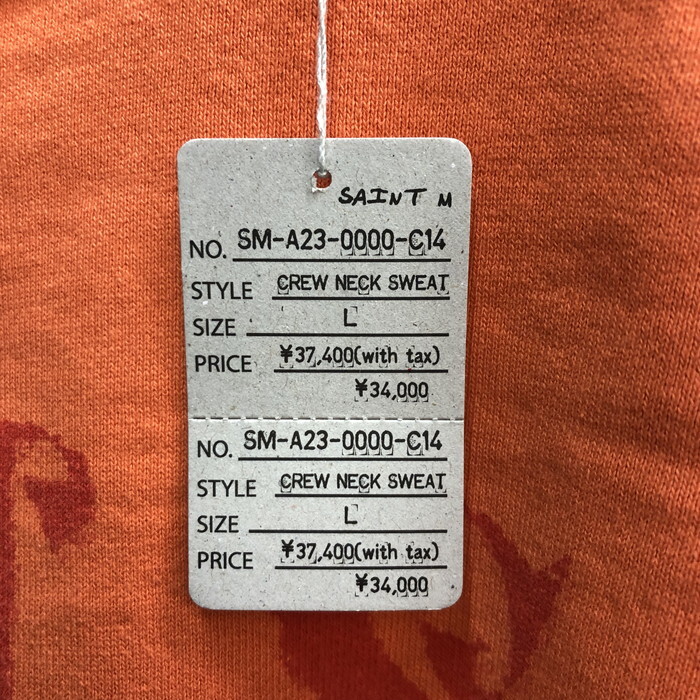 SAINT M
NO. SM-A23-0000-C14
STYLE CREW NECK SWEAT
SIZE L
PRICE ¥37,400(with tax)
¥34,000
NO. SM-A23-0000-C14
STYLE CREW NECK SWEAT
SIZE L
PRICE ¥37,400(with tax)
¥34,000